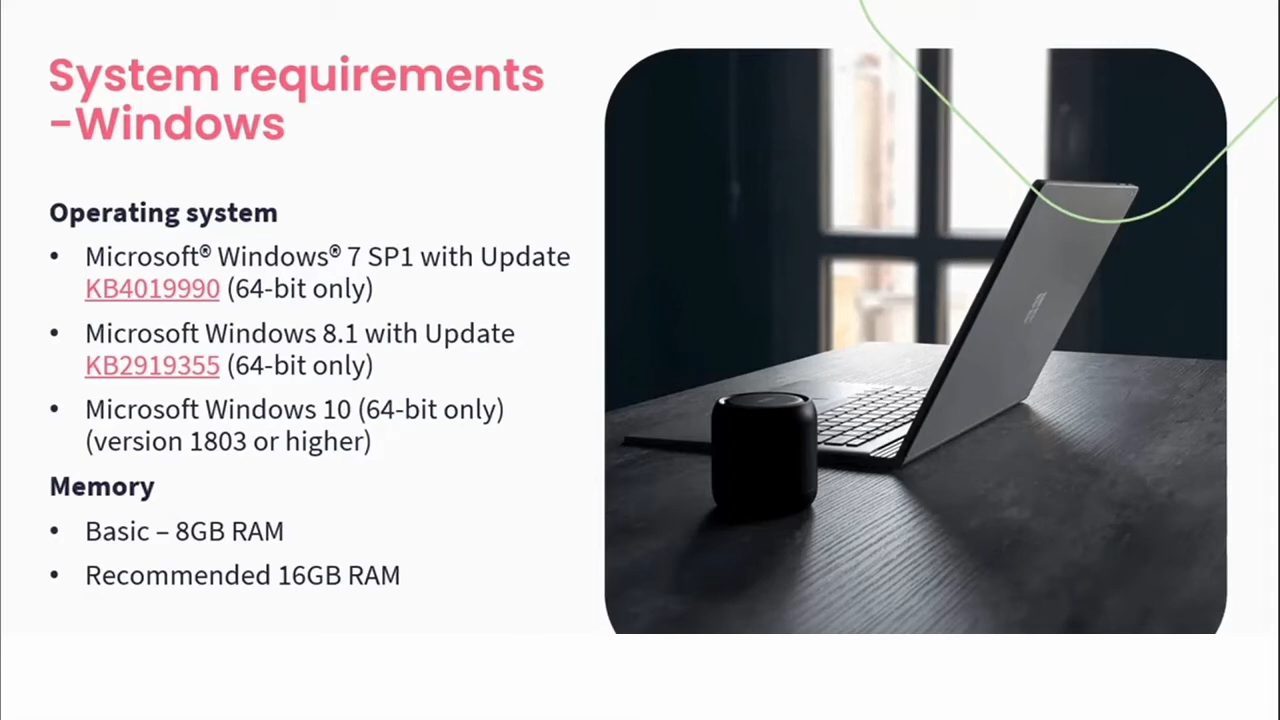 System requirements
-Windows
Operating system
• Microsoft® Windows® 7 SP1 with Update
KB4019990 (64-bit only)
• Microsoft Windows 8.1 with Update
KB2919355 (64-bit only)
• Microsoft Windows 10 (64-bit only)
(version 1803 or higher)
Memory
• Basic – 8GB RAM
• Recommended 16GB RAM